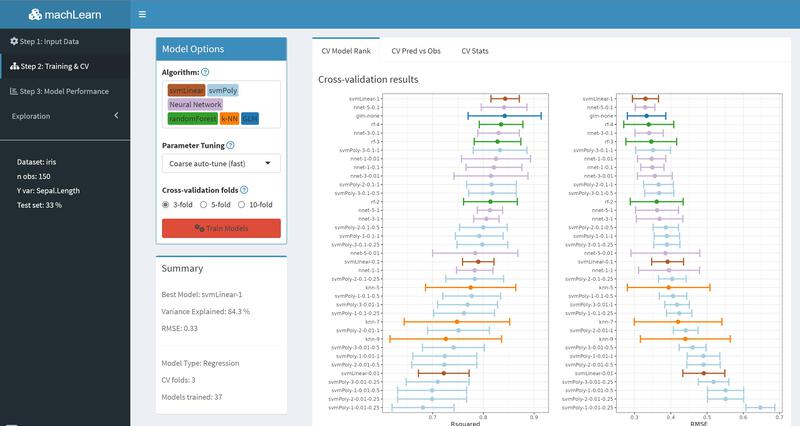 machLearn
Step 1: Input Data
Step 2: Training & CV
Step 3: Model Performance
Exploration
Dataset: iris
n obs: 150
Y var: Sepal.Length
Test set: 33 %
Model Options
Algorithm:
svmLinear svmPoly
Neural Network
randomForest k-NN GLM
Parameter Tuning
Coarse auto-tune (fast)
Cross-validation folds
3-fold 5-fold 10-fold
Train Models
Summary
Best Model: svmLinear-1
Variance Explained: 84.3 %
RMSE: 0.33
Model Type: Regression
CV folds: 3
Models trained: 37
CV Model Rank CV Pred vs Obs CV Stats
Cross-validation results
svmLinear-1
nnet-5-0.1
glm-none
rf-4
nnet-3-0.1
rf-3
svmPoly-3-0.1-1
nnet-1-0.01
nnet-1-0.1
nnet-3-0.01
svmPoly-2-0.1-1
svmPoly-3-0.1-0.5
rf-2
nnet-5-1
nnet-3-1
svmPoly-2-0.1-0.5
svmPoly-1-0.1-1
svmPoly-3-0.1-0.25
nnet-5-0.01
svmLinear-0.1
nnet-1-1
svmPoly-2-0.1-0.25
knn-5
svmPoly-1-0.1-0.5
svmPoly-3-0.01-1
svmPoly-1-0.1-0.25
knn-7
svmPoly-2-0.01-1
knn-9
svmPoly-3-0.01-0.5
svmPoly-1-0.01-1
svmPoly-2-0.01-0.5
svmLinear-0.01
svmPoly-3-0.01-0.25
svmPoly-1-0.01-0.5
svmPoly-2-0.01-0.25
svmPoly-1-0.01-0.25
0.7 0.8 0.9
Rsquared
svmLinear-1
nnet-5-0.1
glm-none
rf-4
nnet-3-0.1
rf-3
svmPoly-3-0.1-1
nnet-1-0.01
nnet-1-0.1
nnet-3-0.01
svmPoly-2-0.1-1
svmPoly-3-0.1-0.5
rf-2
nnet-5-1
nnet-3-1
svmPoly-2-0.1-0.5
svmPoly-1-0.1-1
svmPoly-3-0.1-0.25
nnet-5-0.01
svmLinear-0.1
nnet-1-1
svmPoly-2-0.1-0.25
knn-5
svmPoly-1-0.1-0.5
svmPoly-3-0.01-1
svmPoly-1-0.1-0.25
knn-7
svmPoly-2-0.01-1
knn-9
svmPoly-3-0.01-0.5
svmPoly-1-0.01-1
svmPoly-2-0.01-0.5
svmLinear-0.01
svmPoly-3-0.01-0.25
svmPoly-1-0.01-0.5
svmPoly-2-0.01-0.25
svmPoly-1-0.01-0.25
0.3 0.4 0.5 0.6 0.7
RMSE